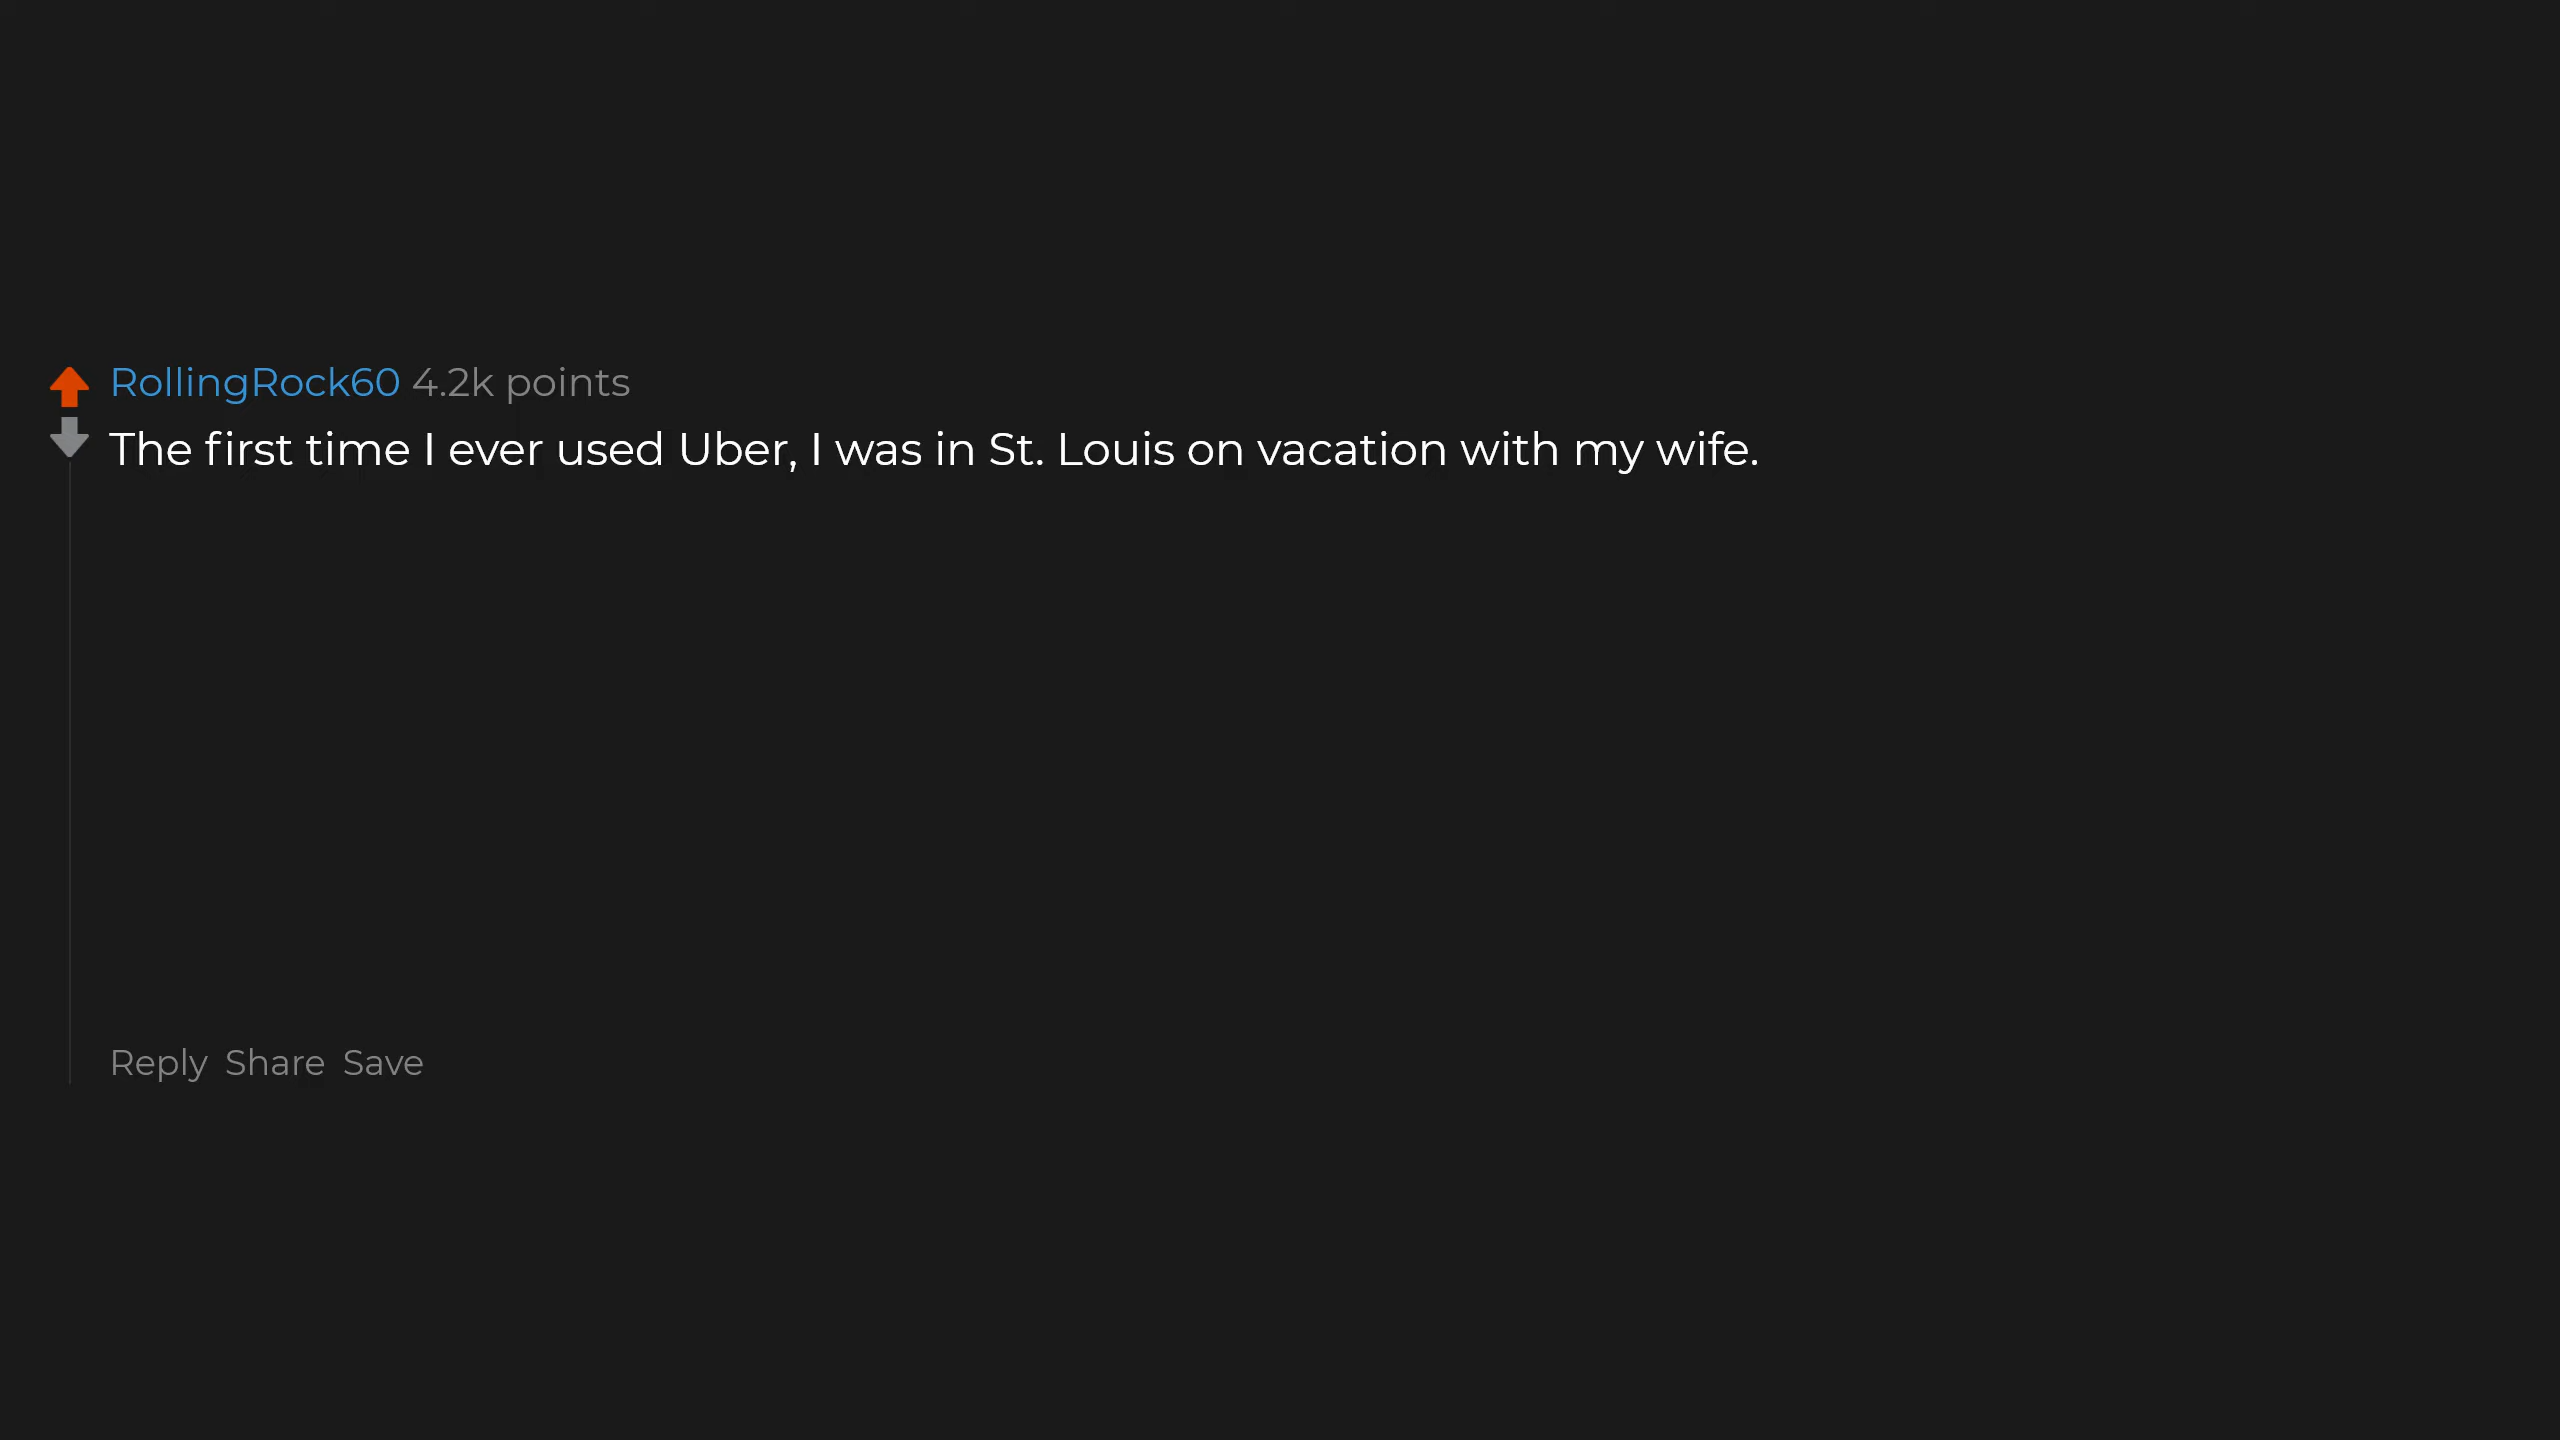 RollingRock60 4.2k points
The first time I ever used Uber, I was in St. Louis on vacation with my wife.
Reply Share Save